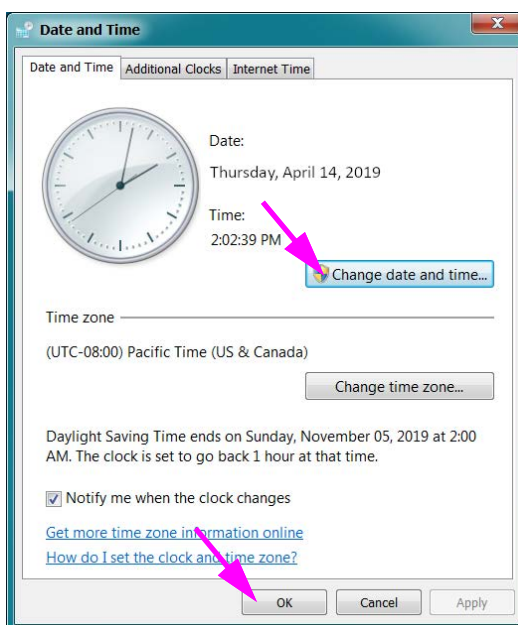 Date and Time
Date and Time
Additional Clocks
Internet Time
Date:
Thursday, April 14, 2019
Time:
2:02:39 PM
Change date and time...
Time zone
(UTC-08:00) Pacific Time (US & Canada)
Change time zone...
Daylight Saving Time ends on Sunday, November 05, 2019 at 2:00
AM. The clock is set to go back 1 hour at that time.
Notify me when the clock changes
Get more time zone information online
How do I set the clock and time zone?
OK
Cancel
Apply